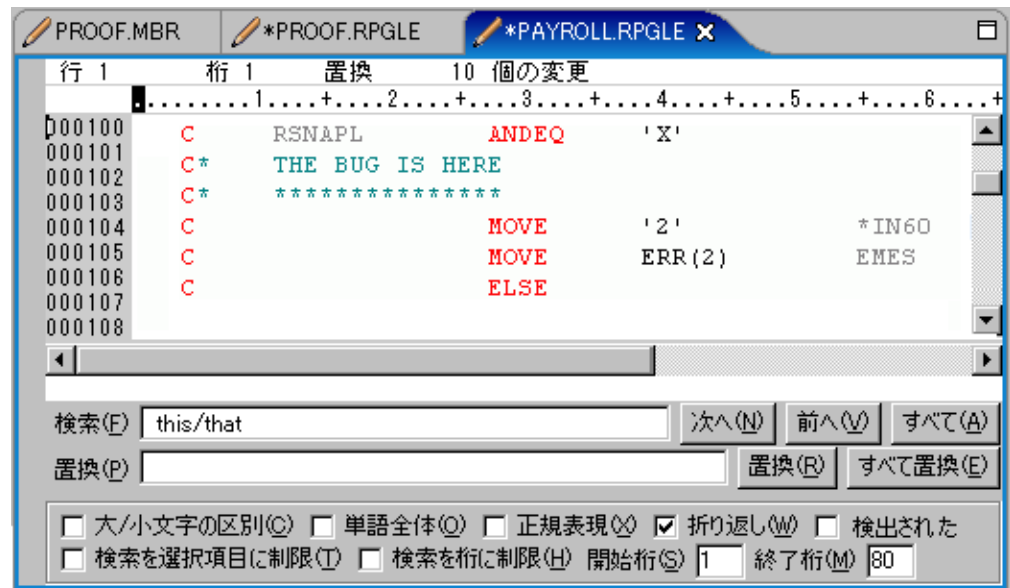 PROOF.MBR *PROOF.RPGLE *PAYROLL.RPGLE
行 1 桁 1 置換 10 個の変更
.........1....+....2....+....3....+....4....+....5....+....6....+
000100 C RSNAPL ANDEQ 'X'
000101 C* THE BUG IS HERE
000102 C* ***************
000103
000104 C MOVE '2' *IN60
000105 C MOVE ERR(2) EMES
000106 C ELSE
000107
000108
検索(F) this/that 次へ(N) 前へ(V) すべて(A)
置換(P) 置換(R) すべて置換(E)
大/小文字の区別(C) 単語全体(O) 正規表現(X) 折り返し(W) 検出された
検索を選択項目に制限(T) 検索を桁に制限(H) 開始桁(S) 1 終了桁(M) 80